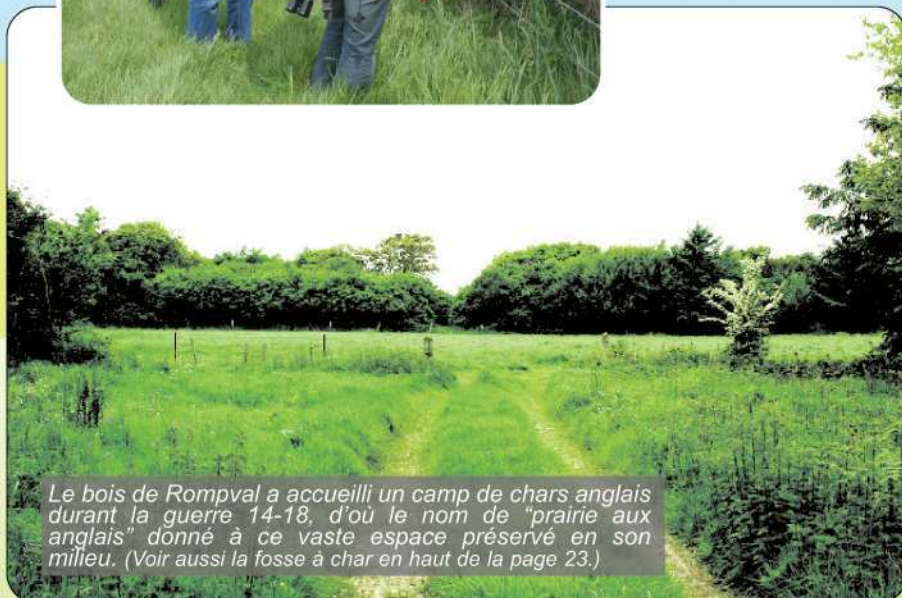 Le bois de Rompval a accueilli un camp de chars anglais
durant la guerre 14-18, d'où le nom de “prairie aux
anglais” donné à ce vaste espace préservé en son
milieu. (Voir aussi la fosse à char en haut de la page 23.)